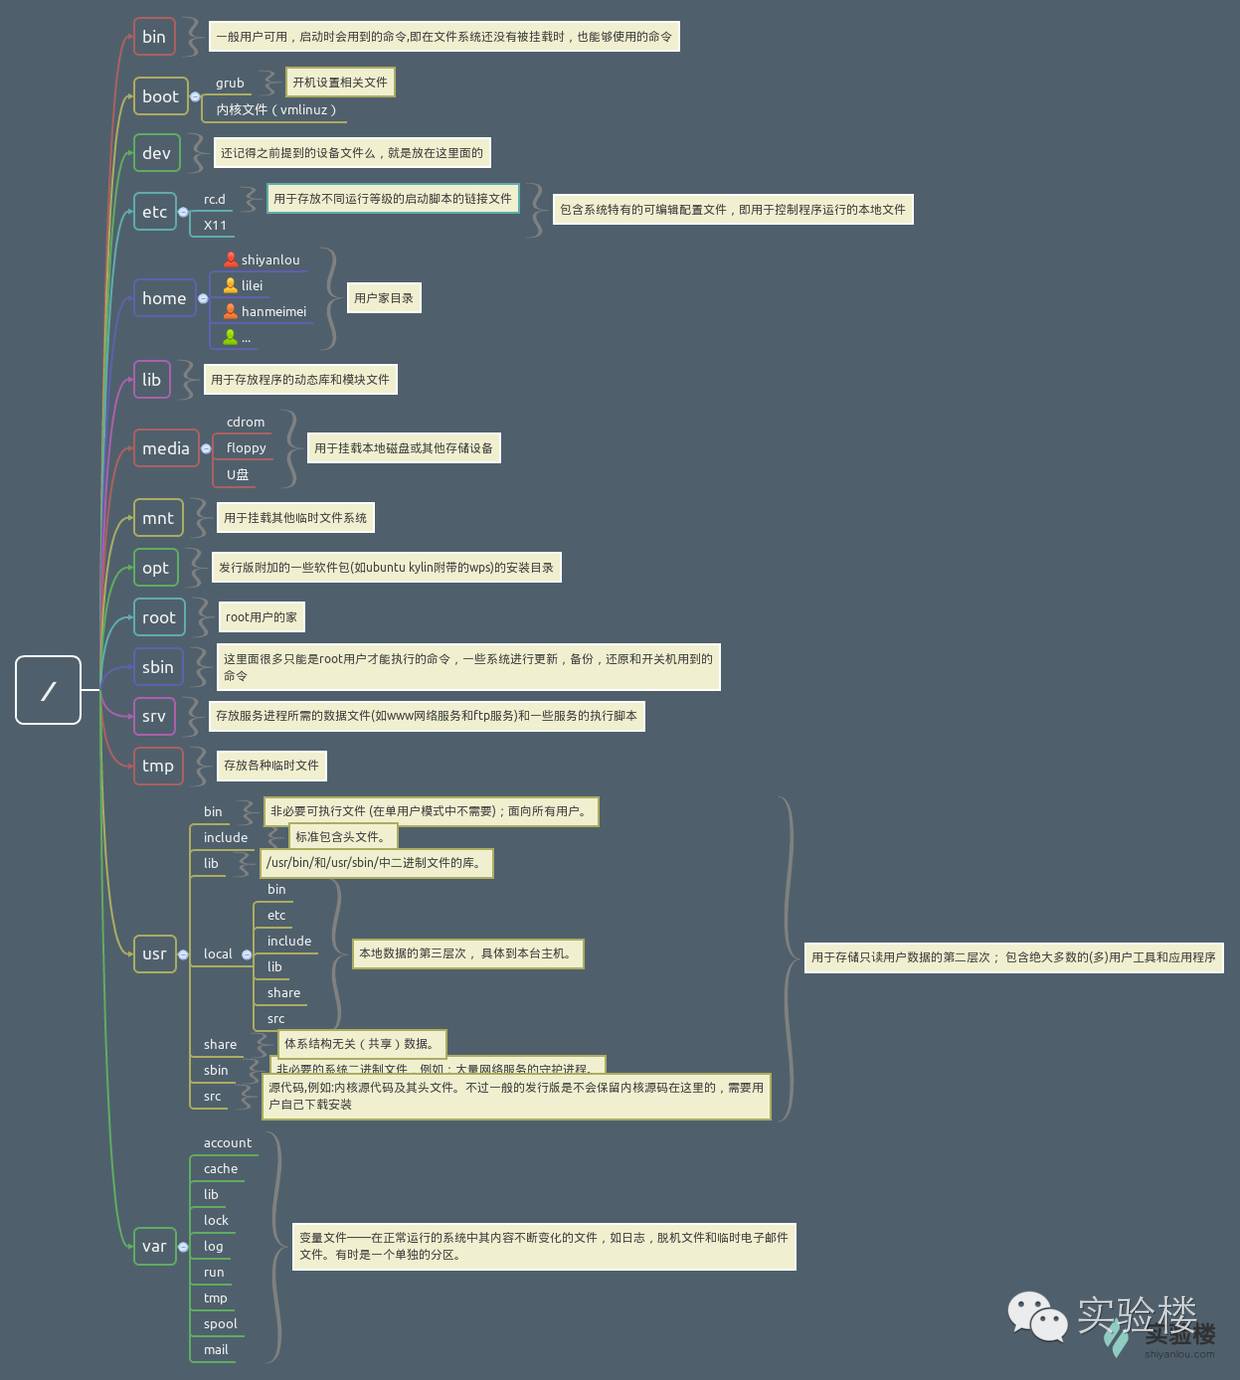 /
bin
一般用户可用，启动时会用到的命令,即在文件系统还没有被挂载时，也能够使用的命令
boot
grub
开机设置相关文件
内核文件（vmlinuz）
dev
还记得之前提到的设备文件么，就是放在这里面的
etc
rc.d
用于存放不同运行等级的启动脚本的链接文件
X11
包含系统特有的可编辑配置文件，即用于控制程序运行的本地文件
home
shiyanlou
lilei
hanmeimei
...
用户家目录
lib
用于存放程序的动态库和模块文件
media
cdrom
floppy
U盘
用于挂载本地磁盘或其他存储设备
mnt
用于挂载其他临时文件系统
opt
发行版附加的一些软件包(如ubuntu kylin附带的wps)的安装目录
root
root用户的家
sbin
这里面很多只能是root用户才能执行的命令，一些系统进行更新，备份，还原和开关机用到的
命令
srv
存放服务进程所需的数据文件(如www网络服务和ftp服务)和一些服务的执行脚本
tmp
存放各种临时文件
usr
bin
非必要可执行文件 (在单用户模式中不需要)；面向所有用户。
include
标准包含头文件。
lib
/usr/bin/和/usr/sbin/中二进制文件的库。
local
bin
etc
include
lib
share
src
本地数据的第三层次， 具体到本台主机。
share
体系结构无关（共享）数据。
sbin
非必要的系统二进制文件，例如：大量网络服务的守护进程。
src
源代码,例如:内核源代码及其头文件。不过一般的发行版是不会保留内核源码在这里的，需要用
户自己下载安装
用于存储只读用户数据的第二层次； 包含绝大多数的(多)用户工具和应用程序
var
account
cache
lib
lock
log
run
tmp
spool
mail
变量文件——在正常运行的系统中其内容不断变化的文件，如日志，脱机文件和临时电子邮件
文件。有时是一个单独的分区。
实验楼
实验楼
shiyanlou.com